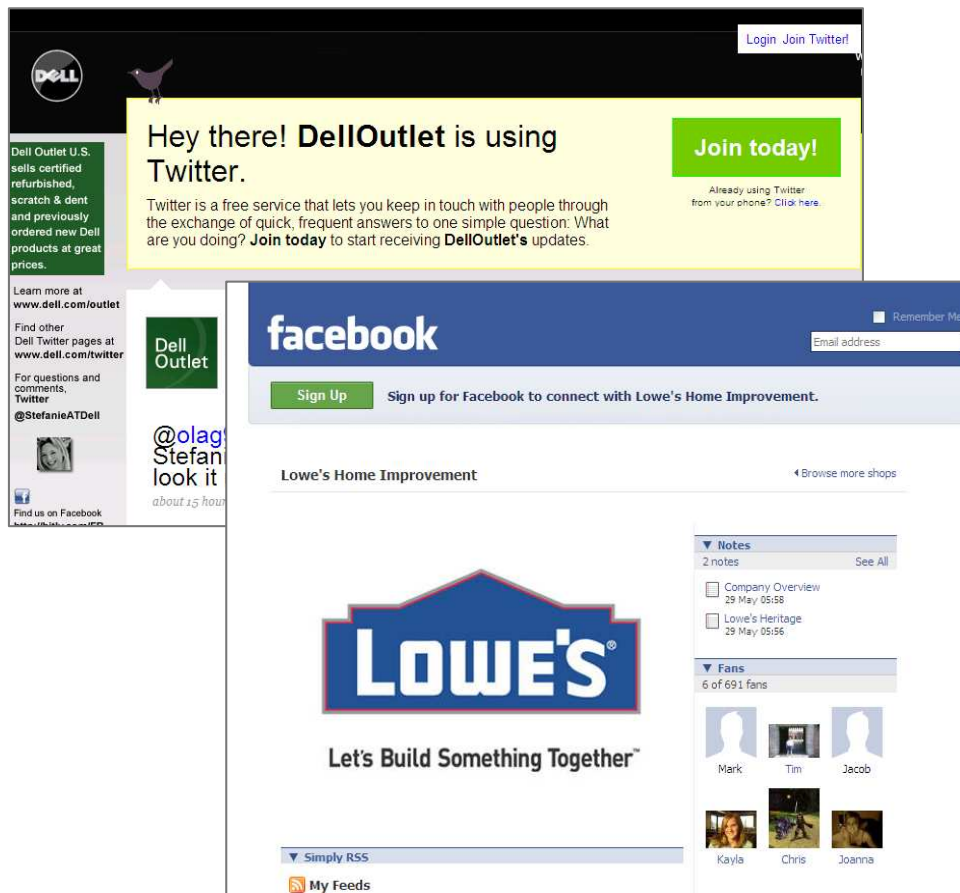 Login Join Twitter!
DELL
Hey there! DellOutlet is using
Twitter.
Twitter is a free service that lets you keep in touch with people through
the exchange of quick, frequent answers to one simple question: What
are you doing? Join today to start receiving DellOutlet's updates.
Join today!
Already using Twitter
from your phone? Click here.
Dell Outlet U.S.
sells certified
refurbished,
scratch & dent
and previously
ordered new Dell
products at great
prices.
Learn more at
www.dell.com/outlet
Find other
Dell Twitter pages at
www.dell.com/twitter
For questions and
comments,
Twitter
@StefanieATDell
Find us on Facebook
Dell
Outlet
look it
about 15
facebook
Remember Me
Email address
Sign Up
Sign up for Facebook to connect with Lowe's Home Improvement.
Lowe's Home Improvement
Browse more shops
LOWE'S®
Let's Build Something Together™
Simply RSS
My Feeds
Notes
2 notes See All
Company Overview
29 May 05:58
Lowe's Heritage
29 May 05:56
Fans
6 of 691 fans
Mark Tim Jacob
Kayla Chris Joanna